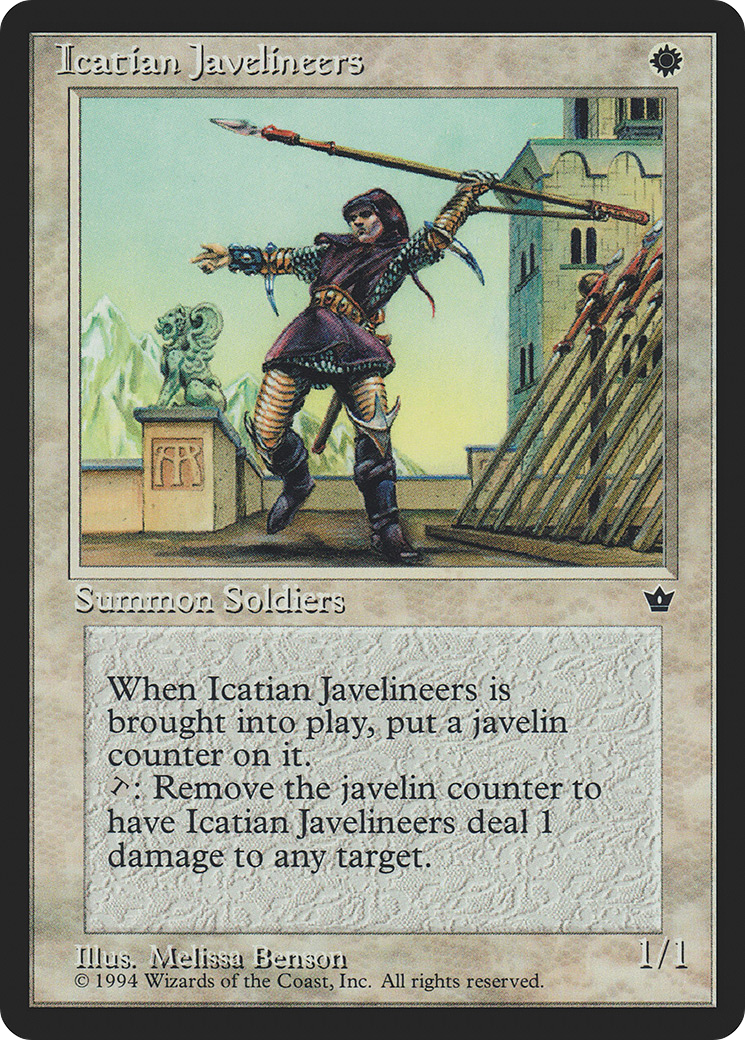 Icatian Javelineers
Summon Soldiers
When Icatian Javelineers is
brought into play, put a javelin
counter on it.
T: Remove the javelin counter to
have Icatian Javelineers deal 1
damage to any target.
Illus. Melissa Benson
1/1
© 1994 Wizards of the Coast, Inc. All rights reserved.